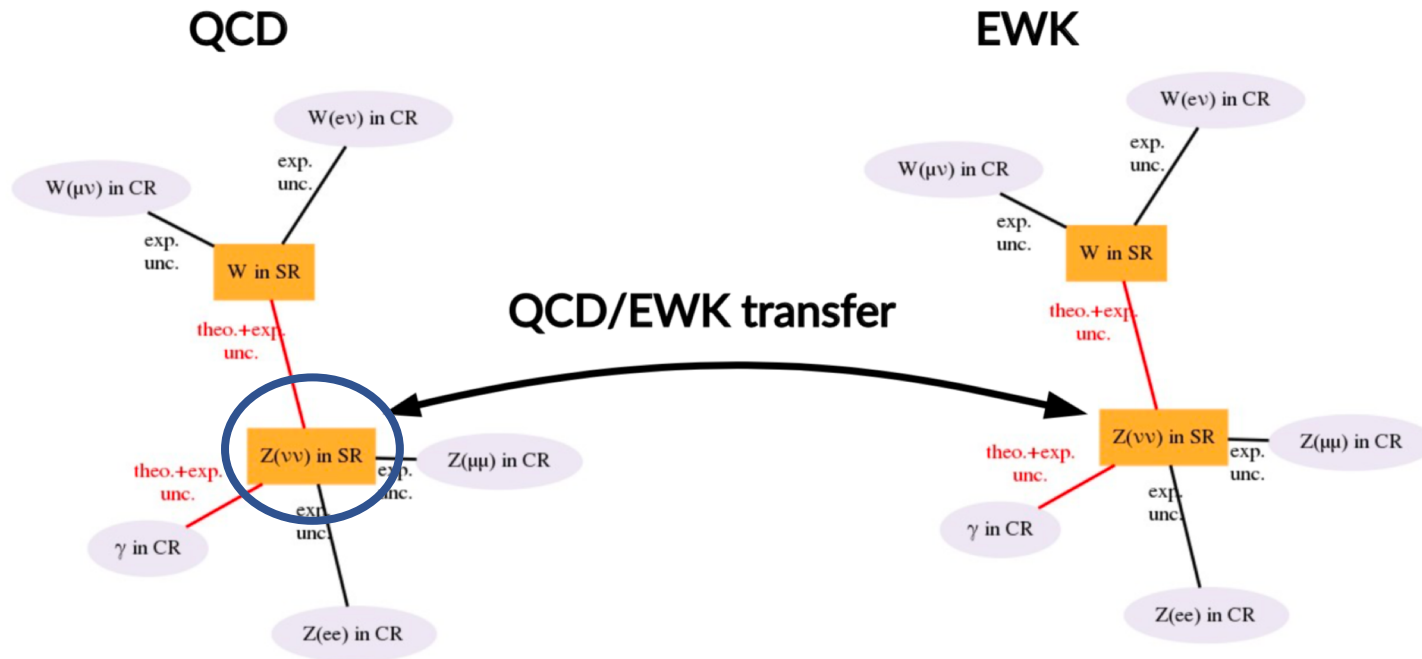 QCD
W(eν) in CR
exp.
unc.
W(μν) in CR
exp.
unc.
W in SR
theo.+exp.
unc.
Z(νν) in SR
exp.
unc.
Z(μμ) in CR
theo.+exp.
unc.
exp.
unc.
γ in CR
Z(ee) in CR
QCD/EWK transfer
EWK
W(eν) in CR
exp.
unc.
W(μν) in CR
exp.
unc.
W in SR
theo.+exp.
unc.
Z(νν) in SR
exp.
unc.
Z(μμ) in CR
theo.+exp.
unc.
exp.
unc.
γ in CR
Z(ee) in CR